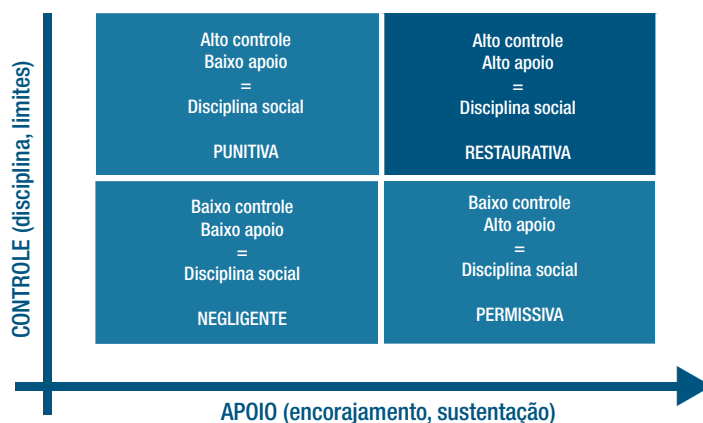 CONTROLE (disciplina, limites)
Alto controle
Baixo apoio
=
Disciplina social
PUNITIVA
Alto controle
Alto apoio
=
Disciplina social
RESTAURATIVA
Baixo controle
Baixo apoio
=
Disciplina social
NEGLIGENTE
Baixo controle
Alto apoio
=
Disciplina social
PERMISSIVA
APOIO (encorajamento, sustentação)